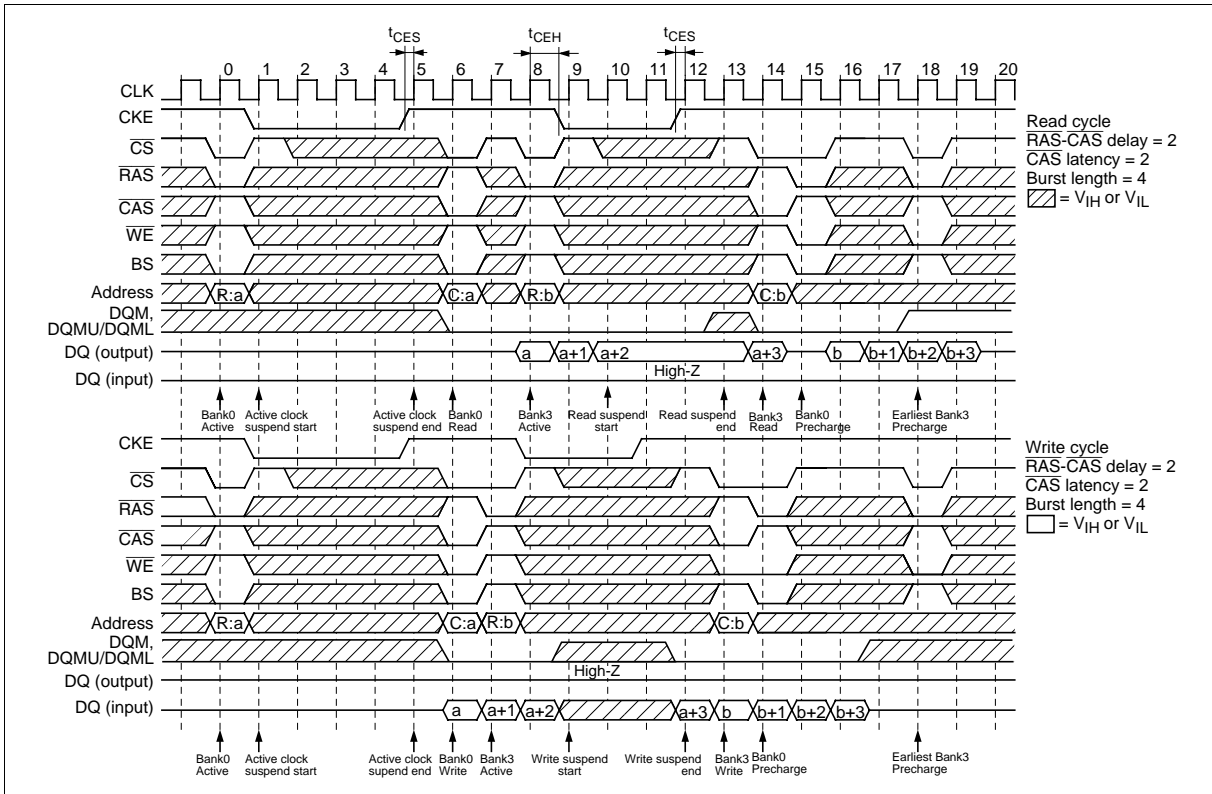 tCES tCEH tCES
0 1 2 3 4 5 6 7 8 9 10 11 12 13 14 15 16 17 18 19 20
CLK
CKE
CS
RAS
CAS
WE
BS
Address R:a C:a R:b C:b
DQM,
DQMU/DQML
DQ (output) a a+1 a+2 a+3 b b+1 b+2 b+3
High-Z
DQ (input)
Bank0 Active
Active clock suspend start
Active clock suspend end
Bank0 Read
Bank3 Active
Read suspend start
Read suspend end
Bank3 Read
Bank0 Precharge
Earliest Bank3 Precharge
Read cycle
RAS-CAS delay = 2
CAS latency = 2
Burst length = 4
= VIH or VIL
CKE
CS
RAS
CAS
WE
BS
Address R:a C:a R:b C:b
DQM,
DQMU/DQML
High-Z
DQ (output)
DQ (input) a a+1 a+2 a+3 b b+1 b+2 b+3
Bank0 Active
Active clock suspend start
Active clock supend end
Bank0 Write
Bank3 Active
Write suspend start
Write suspend end
Bank3 Write
Bank0 Precharge
Earliest Bank3 Precharge
Write cycle
RAS-CAS delay = 2
CAS latency = 2
Burst length = 4
= VIH or VIL